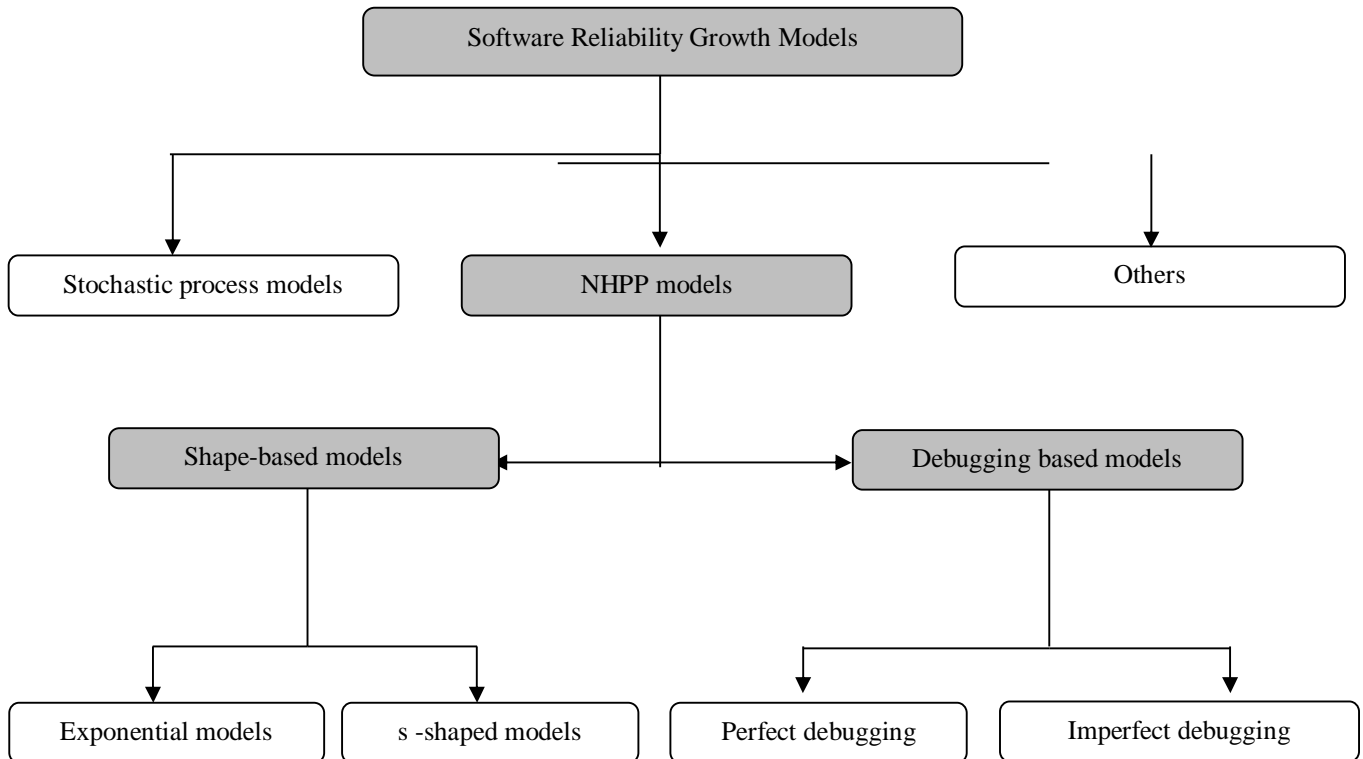 Software Reliability Growth Models
Stochastic process models
NHPP models
Others
Shape-based models
Debugging based models
Exponential models
s -shaped models
Perfect debugging
Imperfect debugging